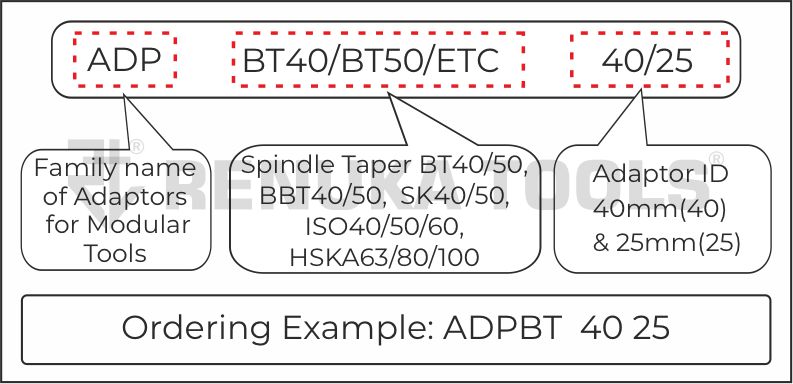 ADP BT40/BT50/ETC 40/25
Family name
of Adaptors
for Modular
Tools
Spindle Taper BT40/50,
BBT40/50, SK40/50,
ISO40/50/60,
HSKA63/80/100
Adaptor ID
40mm(40)
& 25mm(25)
RENUKA TOOLS®
Ordering Example: ADPBT 40 25